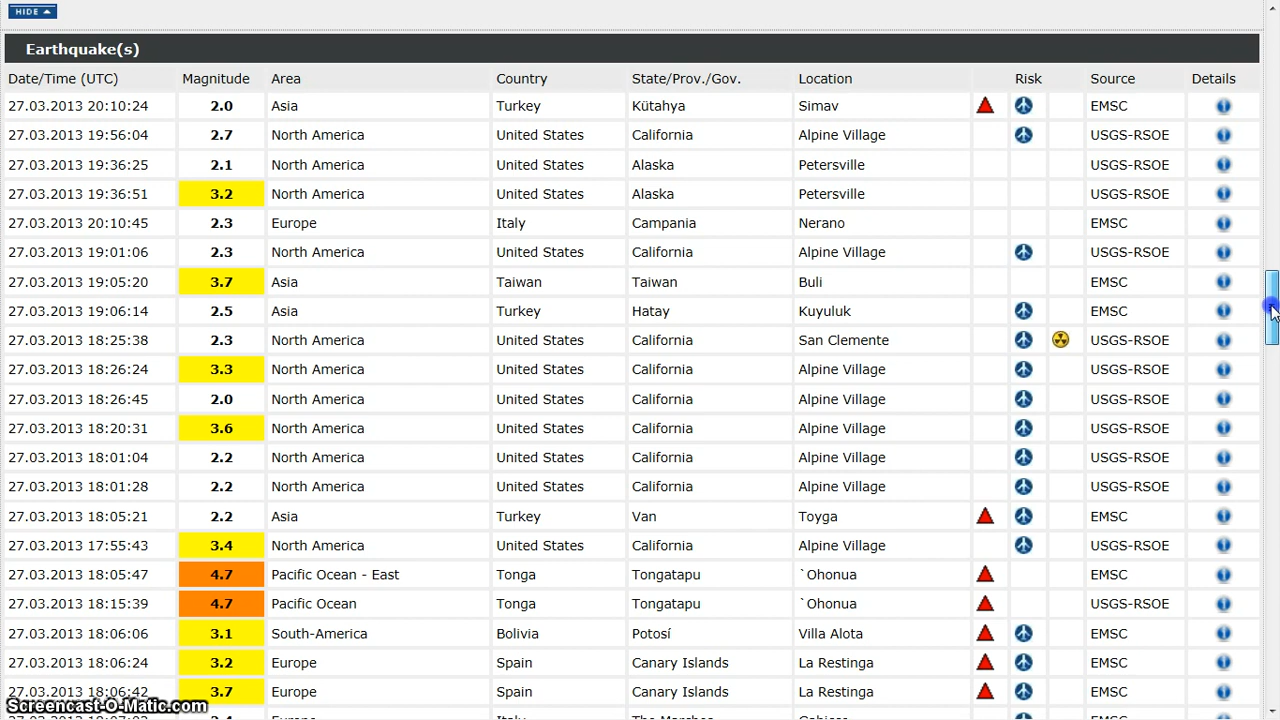 HIDE
Earthquake(s)
Date/Time (UTC) Magnitude Area Country State/Prov./Gov. Location Risk Source Details
27.03.2013 20:10:24 2.0 Asia Turkey Kütahya Simav EMSC
27.03.2013 19:56:04 2.7 North America United States California Alpine Village USGS-RSOE
27.03.2013 19:36:25 2.1 North America United States Alaska Petersville USGS-RSOE
27.03.2013 19:36:51 3.2 North America United States Alaska Petersville USGS-RSOE
27.03.2013 20:10:45 2.3 Europe Italy Campania Nerano EMSC
27.03.2013 19:01:06 2.3 North America United States California Alpine Village USGS-RSOE
27.03.2013 19:05:20 3.7 Asia Taiwan Taiwan Buli EMSC
27.03.2013 19:06:14 2.5 Asia Turkey Hatay Kuyuluk EMSC
27.03.2013 18:25:38 2.3 North America United States California San Clemente USGS-RSOE
27.03.2013 18:26:24 3.3 North America United States California Alpine Village USGS-RSOE
27.03.2013 18:26:45 2.0 North America United States California Alpine Village USGS-RSOE
27.03.2013 18:20:31 3.6 North America United States California Alpine Village USGS-RSOE
27.03.2013 18:01:04 2.2 North America United States California Alpine Village USGS-RSOE
27.03.2013 18:01:28 2.2 North America United States California Alpine Village USGS-RSOE
27.03.2013 18:05:21 2.2 Asia Turkey Van Toyga EMSC
27.03.2013 17:55:43 3.4 North America United States California Alpine Village USGS-RSOE
27.03.2013 18:05:47 4.7 Pacific Ocean - East Tonga Tongatapu `Ohonua EMSC
27.03.2013 18:15:39 4.7 Pacific Ocean Tonga Tongatapu `Ohonua USGS-RSOE
27.03.2013 18:06:06 3.1 South-America Bolivia Potosí Villa Alota EMSC
27.03.2013 18:06:24 3.2 Europe Spain Canary Islands La Restinga EMSC
27.03.2013 18:06:42 3.7 Europe Spain Canary Islands La Restinga EMSC
Screencast-O-Matic.com